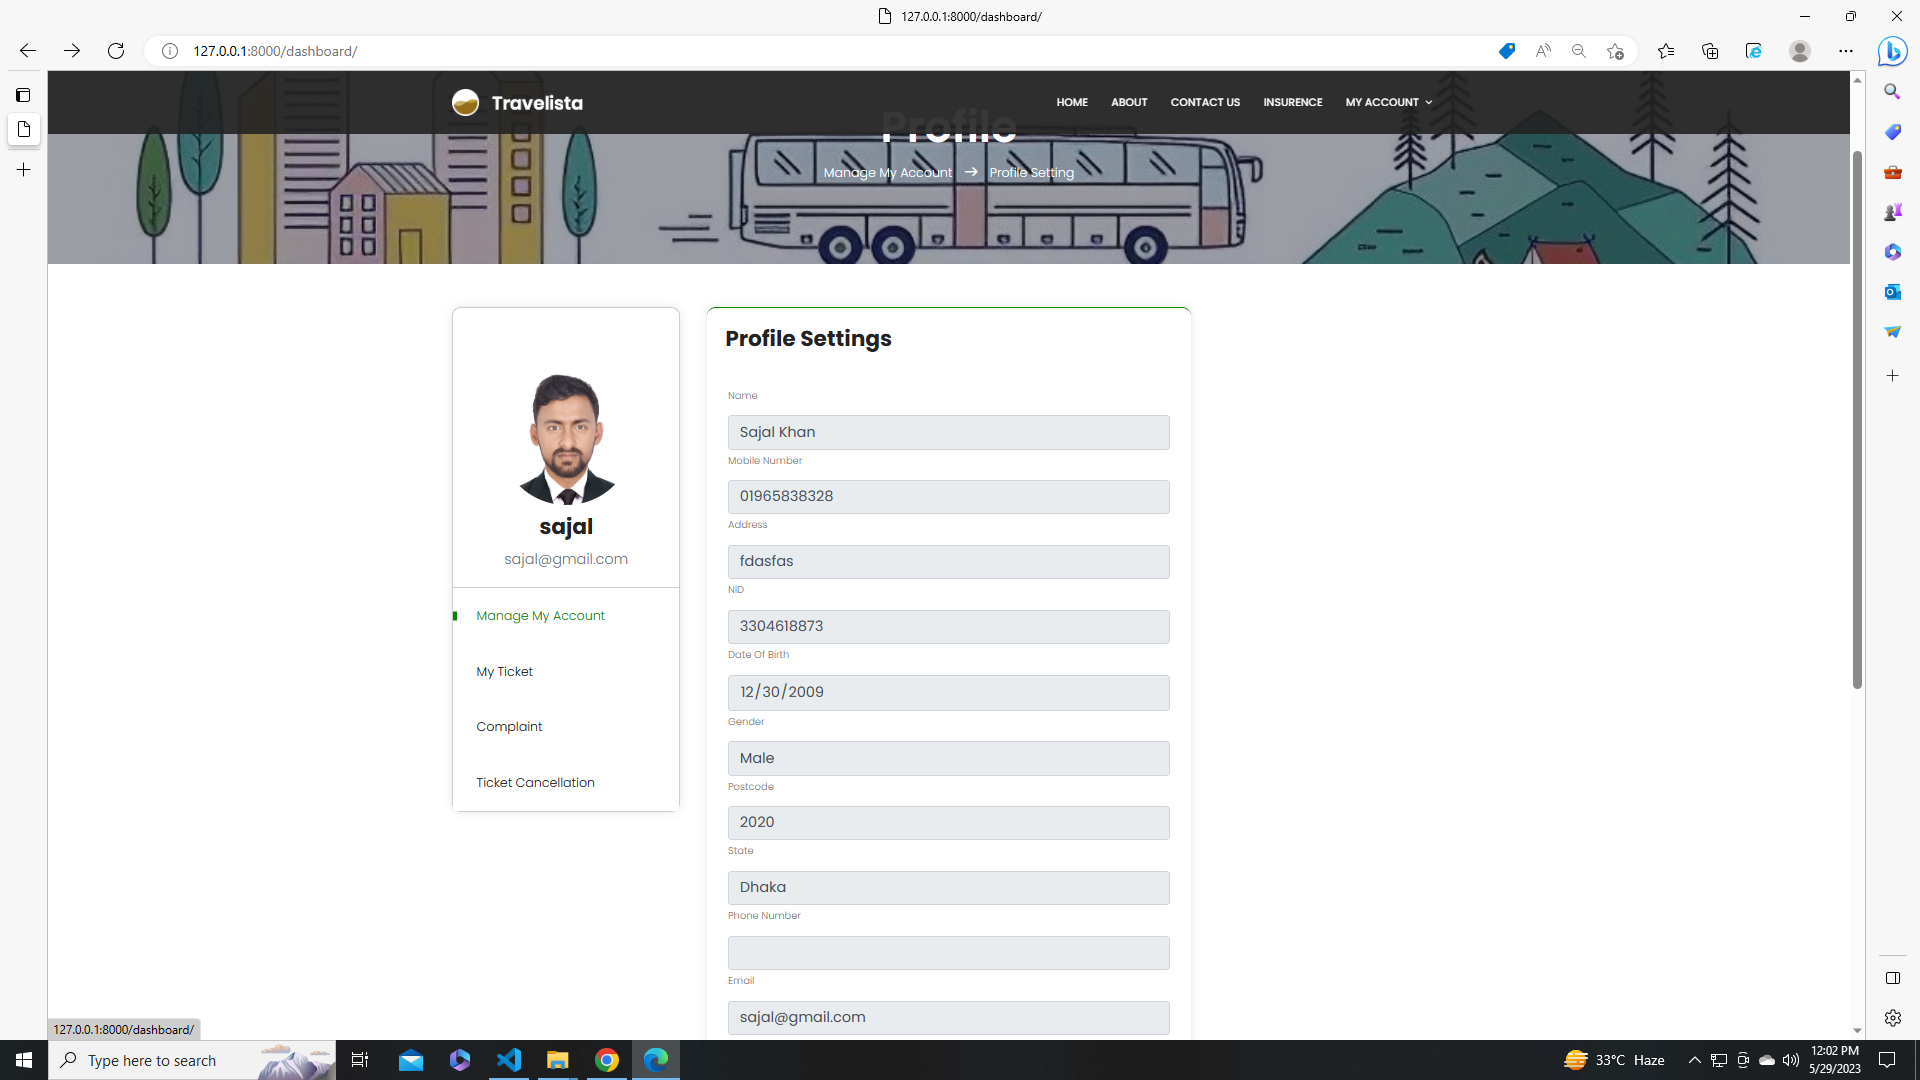 127.0.0.1:8000/dashboard/
127.0.0.1:8000/dashboard/
Travelista
HOME
ABOUT
CONTACT US
INSURENCE
MY ACCOUNT
Profile
Manage My Account → Profile Setting
sajal
sajal@gmail.com
Manage My Account
My Ticket
Complaint
Ticket Cancellation
Profile Settings
Name
Sajal Khan
Mobile Number
01965838328
Address
fdasfas
NID
3304618873
Date Of Birth
12/30/2009
Gender
Male
Postcode
2020
State
Dhaka
Phone Number
Email
sajal@gmail.com
127.0.0.1:8000/dashboard/
Type here to search
33°C Haze
12:02 PM
5/29/2023